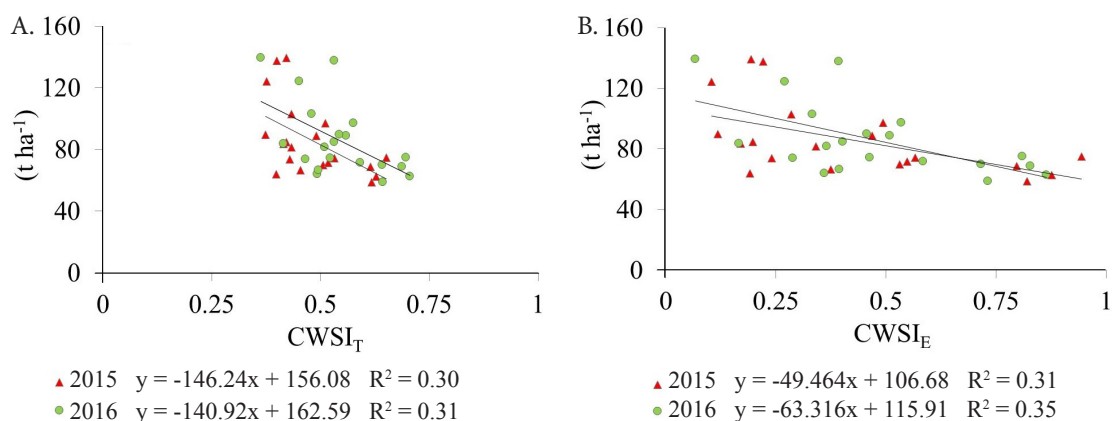 A.
160
120
80
40
0
(t ha⁻¹)
0 0.25 0.5 0.75 1
CWSI_T
▲ 2015 y = -146.24x + 156.08 R² = 0.30
● 2016 y = -140.92x + 162.59 R² = 0.31
B.
160
120
80
40
0
(t ha⁻¹)
0 0.25 0.5 0.75 1
CWSI_E
▲ 2015 y = -49.464x + 106.68 R² = 0.31
● 2016 y = -63.316x + 115.91 R² = 0.35